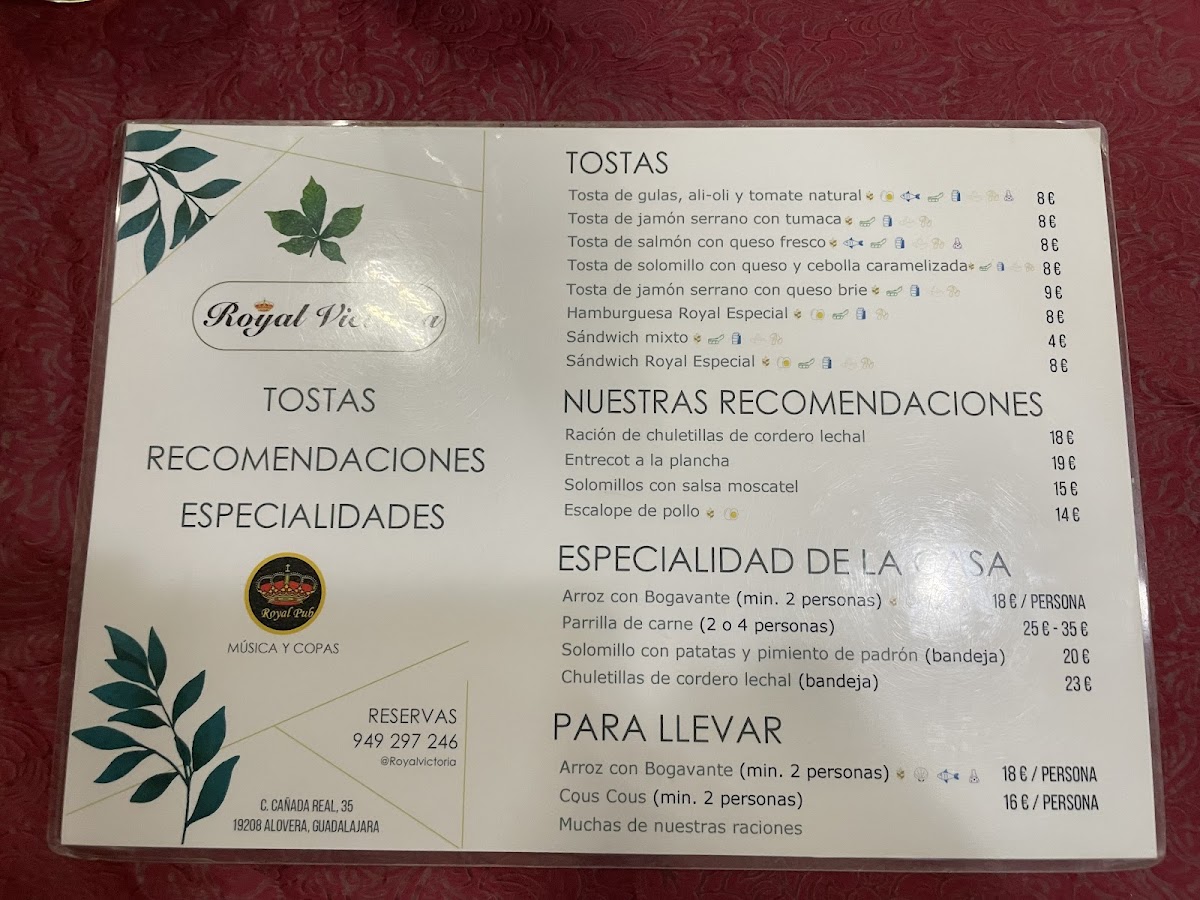 Royal
TOSTAS
RECOMENDACIONES
ESPECIALIDADES
Royal Pub
MÚSICA Y COPAS
RESERVAS
949 297 246
@Royalvictoria
C. CAÑADA REAL, 35
19208 ALOVERA, GUADALAJARA
TOSTAS
Tosta de gulas, ali-oli y tomate natural 8€
Tosta de jamón serrano con tumaca 8€
Tosta de salmón con queso fresco 8€
Tosta de solomillo con queso y cebolla caramelizada 8€
Tosta de jamón serrano con queso brie 9€
Hamburguesa Royal Especial 8€
Sándwich mixto 4€
Sándwich Royal Especial 8€
NUESTRAS RECOMENDACIONES
Ración de chuletillas de cordero lechal 18€
Entrecot a la plancha 19€
Solomillos con salsa moscatel 15€
Escalope de pollo 14€
ESPECIALIDAD DE LA CASA
Arroz con Bogavante (min. 2 personas) 18€ / PERSONA
Parrilla de carne (2 o 4 personas) 25€ - 35€
Solomillo con patatas y pimiento de padrón (bandeja) 20€
Chuletillas de cordero lechal (bandeja) 23€
PARA LLEVAR
Arroz con Bogavante (min. 2 personas) 18€ / PERSONA
Cous Cous (min. 2 personas) 16€ / PERSONA
Muchas de nuestras raciones